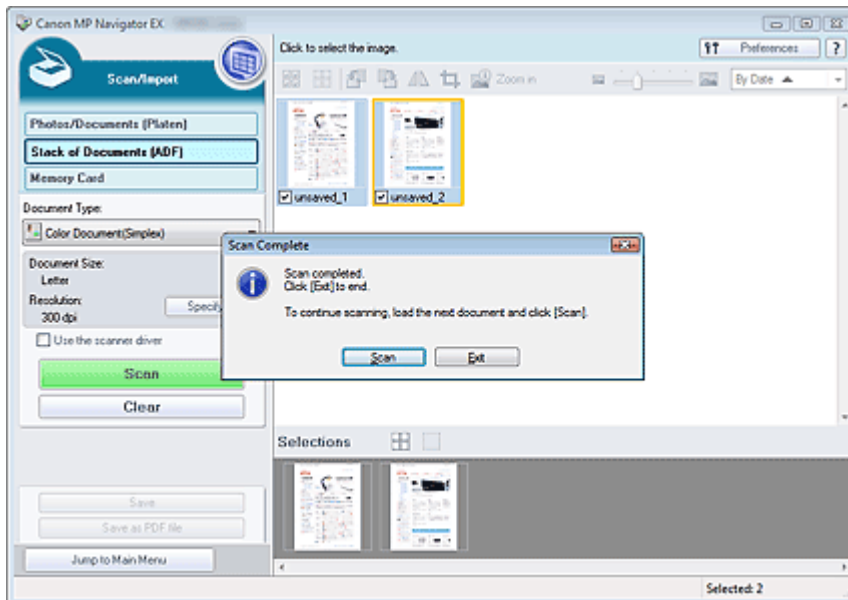 Canon MP Navigator EX
Scan/Import
Photos/Documents (Platen)
Stack of Documents (ADF)
Memory Card
Document Type:
Color Document(Simplex)
Document Size:
Letter
Resolution:
300 dpi
Specify
Use the scanner driver
Scan
Clear
Save
Save as PDF file
Jump to Main Menu
Click to select the image.
Preferences
?
Zoom in
By Date
unsaved_1
unsaved_2
Scan Complete
Scan completed.
Click [Exit] to end.
To continue scanning, load the next document and click [Scan].
Scan
Exit
Selections
Selected: 2